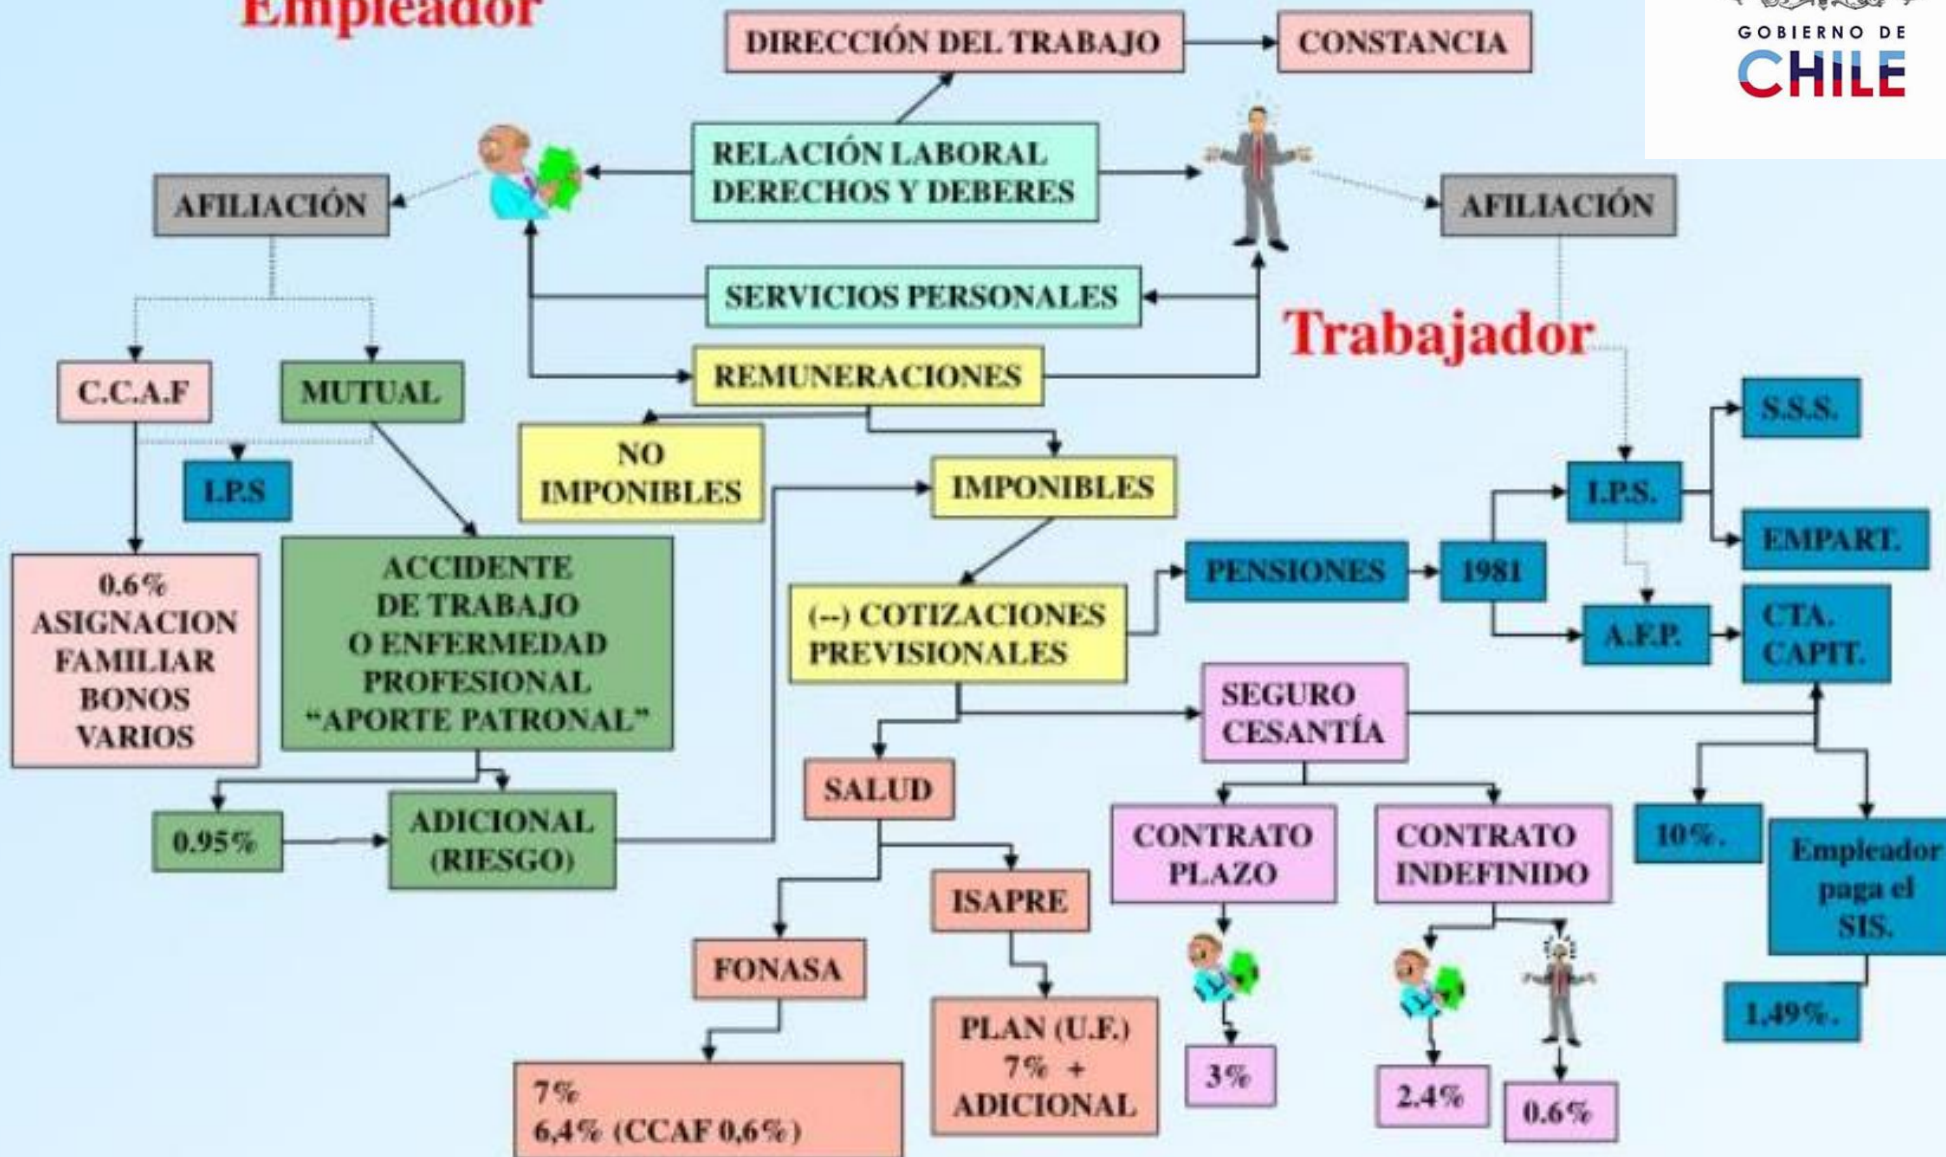 Empleador
GOBIERNO DE
CHILE
DIRECCIÓN DEL TRABAJO
CONSTANCIA
RELACIÓN LABORAL
DERECHOS Y DEBERES
AFILIACIÓN
AFILIACIÓN
SERVICIOS PERSONALES
Trabajador
C.C.A.F
MUTUAL
REMUNERACIONES
S.S.S.
NO
IMPONIBLES
I.P.S
IMPONIBLES
I.P.S.
EMPART.
0.6%
ASIGNACION
FAMILIAR
BONOS
VARIOS
ACCIDENTE
DE TRABAJO
O ENFERMEDAD
PROFESIONAL
“APORTE PATRONAL”
(--) COTIZACIONES
PREVISIONALES
PENSIONES
1981
A.F.P.
CTA.
CAPIT.
SEGURO
CESANTÍA
SALUD
0.95%
ADICIONAL
(RIESGO)
CONTRATO
PLAZO
CONTRATO
INDEFINIDO
10%.
Empleador
paga el
SIS.
ISAPRE
FONASA
1,49%.
PLAN (U.F.)
7% +
ADICIONAL
7%
6,4% (CCAF 0,6%)
3%
2.4%
0.6%